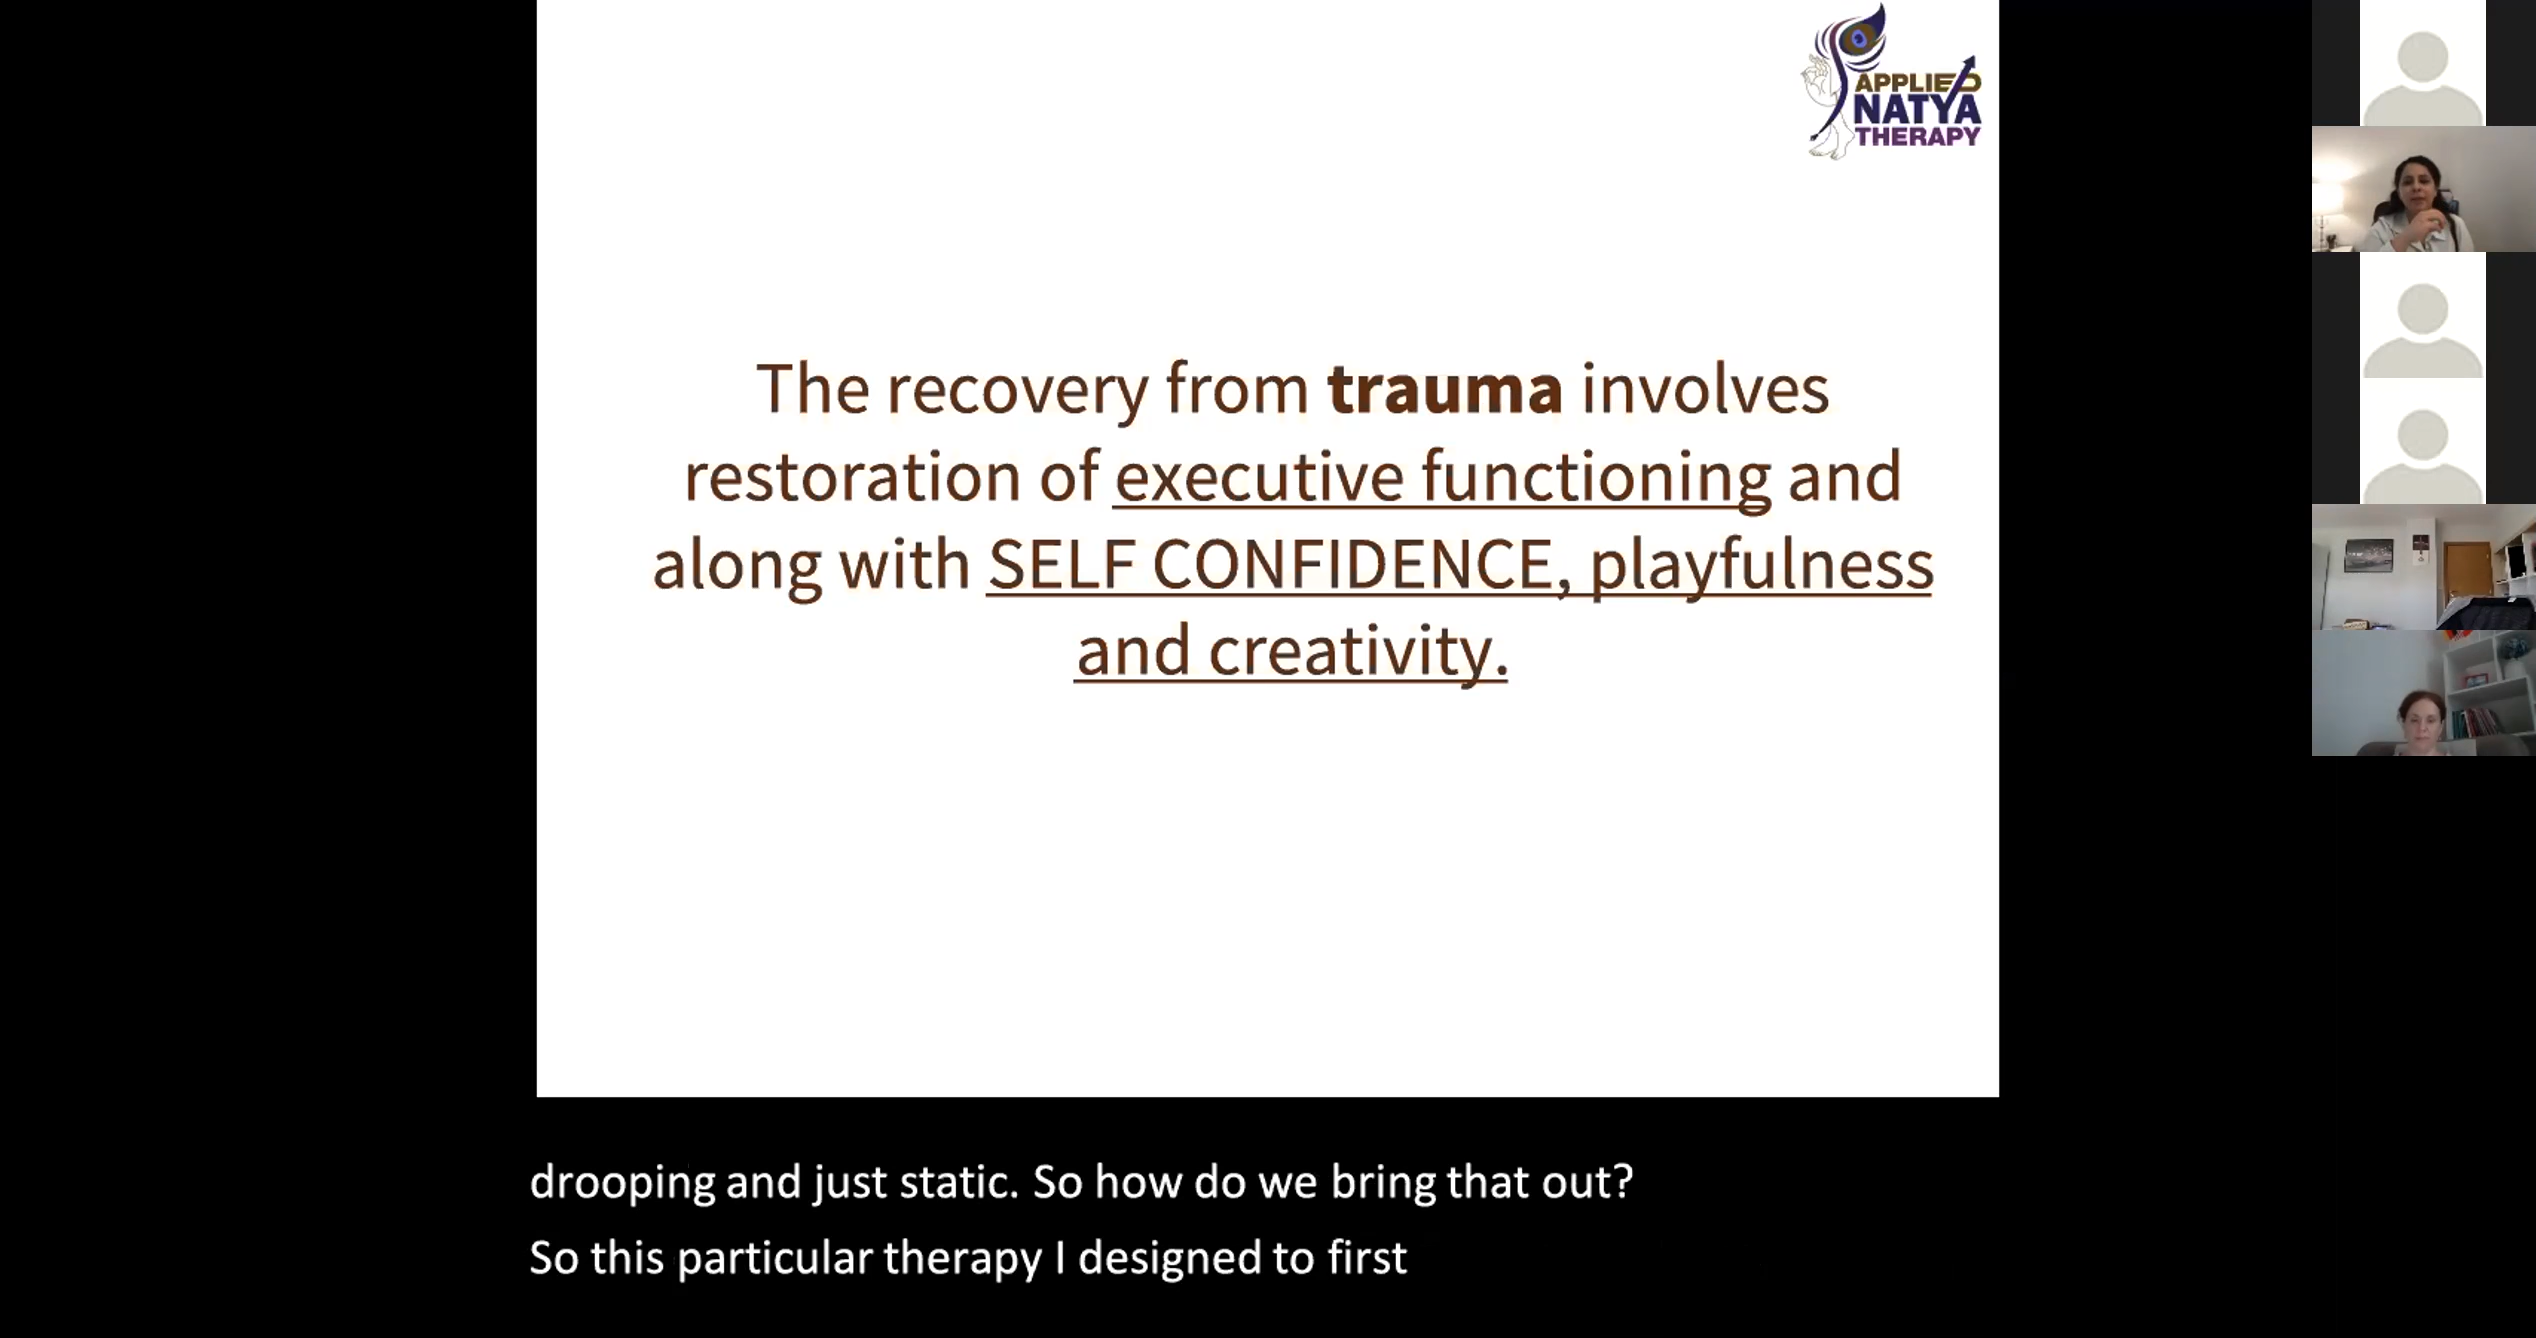 APPLIED
NATYA
THERAPY
The recovery from trauma involves
restoration of executive functioning and
along with SELF CONFIDENCE, playfulness
and creativity.
drooping and just static. So how do we bring that out?
So this particular therapy I designed to first